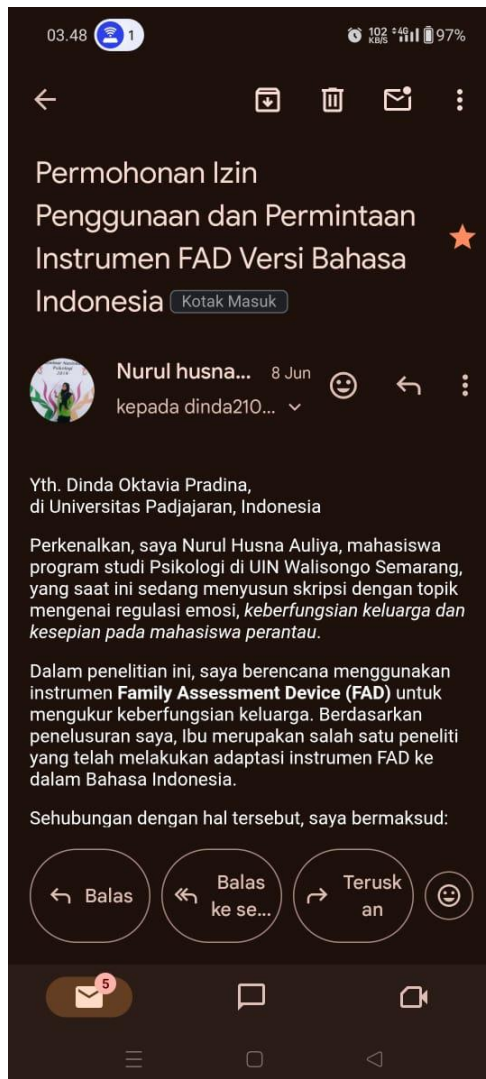 03.48
1
102 KB/S 4G 97%
Permohonan Izin
Penggunaan dan Permintaan
Instrumen FAD Versi Bahasa
Indonesia Kotak Masuk
Nurul husna... 8 Jun
kepada dinda210...
Yth. Dinda Oktavia Pradina,
di Universitas Padjajaran, Indonesia
Perkenalkan, saya Nurul Husna Auliya, mahasiswa
program studi Psikologi di UIN Walisongo Semarang,
yang saat ini sedang menyusun skripsi dengan topik
mengenai regulasi emosi, keberfungsian keluarga dan
kesepian pada mahasiswa perantau.
Dalam penelitian ini, saya berencana menggunakan
instrumen Family Assessment Device (FAD) untuk
mengukur keberfungsian keluarga. Berdasarkan
penelusuran saya, Ibu merupakan salah satu peneliti
yang telah melakukan adaptasi instrumen FAD ke
dalam Bahasa Indonesia.
Sehubungan dengan hal tersebut, saya bermaksud:
Balas
Balas
ke se...
Terusk
an
5